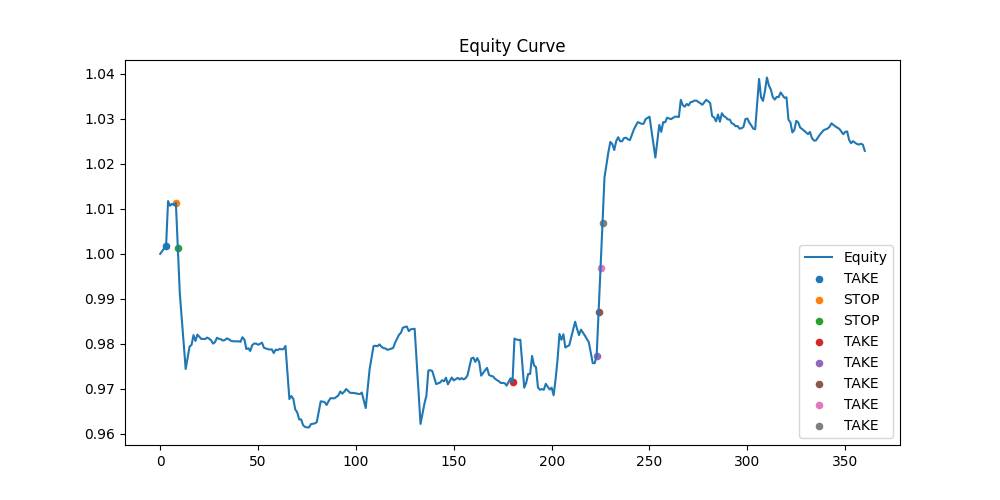 Equity Curve
1.04
1.03
1.02
1.01
1.00
0.99
0.98
0.97
0.96
0
50
100
150
200
250
300
350
Equity
TAKE
STOP
STOP
TAKE
TAKE
TAKE
TAKE
TAKE